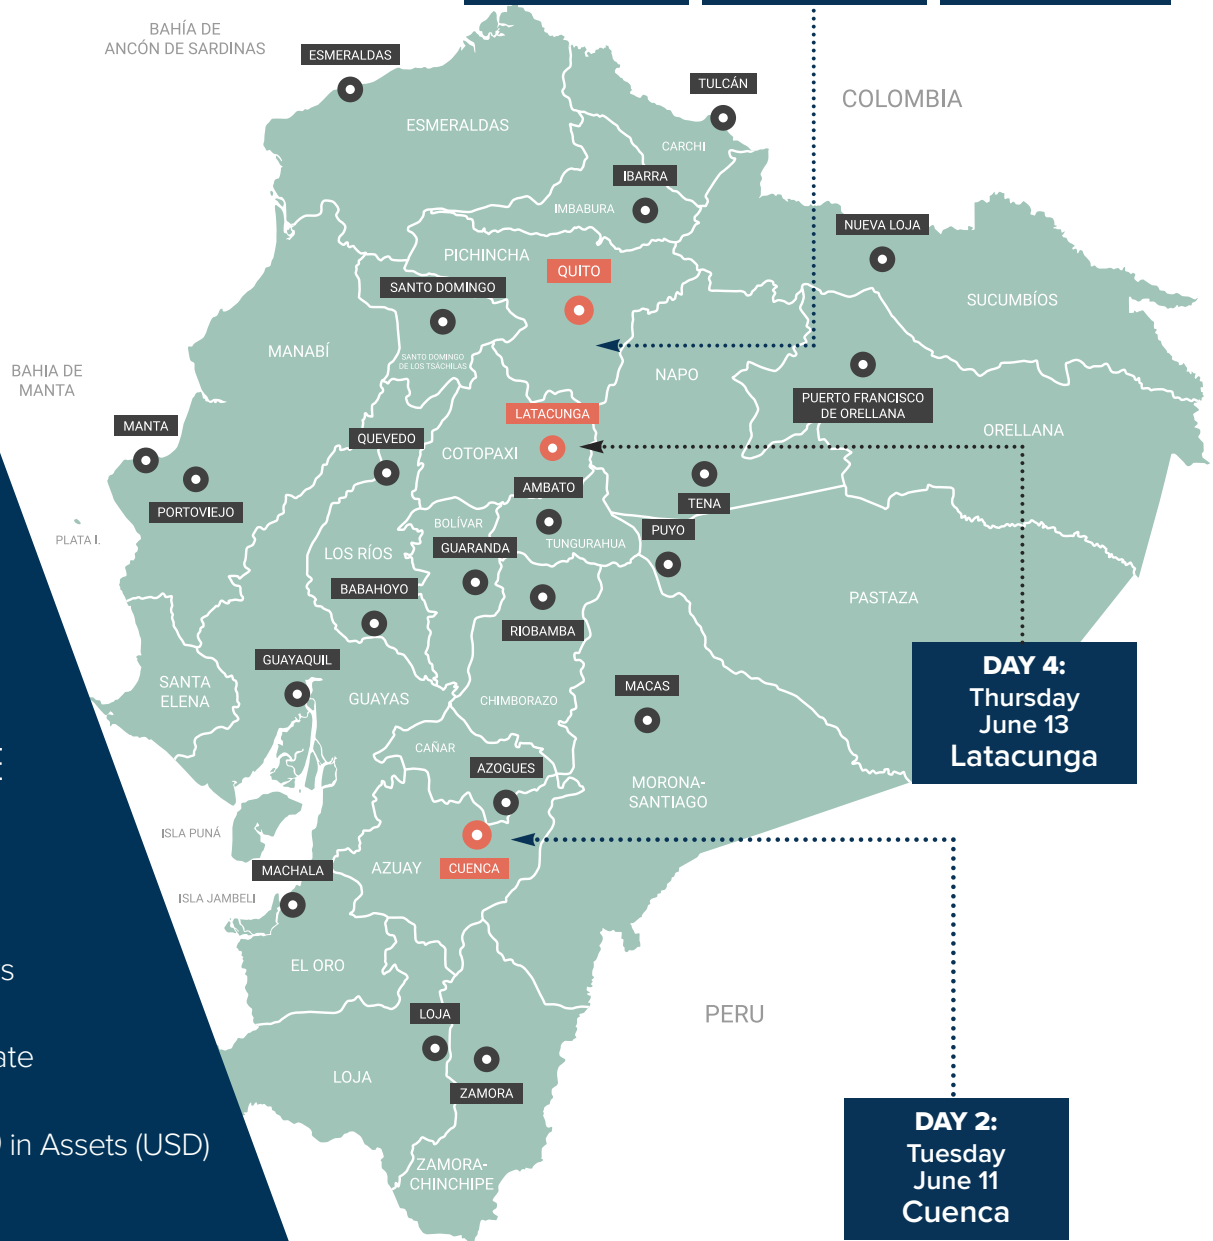 BAHÍA DE
ANCÓN DE SARDINAS
ESMERALDAS
TULCÁN
COLOMBIA
ESMERALDAS
CARCHI
IBARRA
IMBABURA
NUEVA LOJA
PICHINCHA
QUITO
SANTO DOMINGO
SUCUMBÍOS
MANABÍ
SANTO DOMINGO
DE LOS TSÁCHILAS
BAHIA DE
MANTA
NAPO
PUERTO FRANCISCO
DE ORELLANA
LATACUNGA
MANTA
QUEVEDO
ORELLANA
COTOPAXI
AMBATO
TENA
PORTOVIEJO
BOLÍVAR
PUYO
PLATA I.
LOS RÍOS
GUARANDA
TUNGURAHUA
BABAHOYO
PASTAZA
RIOBAMBA
GUAYAQUIL
SANTA
ELENA
GUAYAS
CHIMBORAZO
MACAS
DAY 4:
Thursday
June 13
Latacunga
CAÑAR
AZOGUES
MORONA-
SANTIAGO
ISLA PUNÁ
MACHALA
AZUAY
CUENCA
ISLA JAMBELI
EL ORO
s
LOJA
PERU
ate
LOJA
ZAMORA
in Assets (USD)
ZAMORA-
CHINCHIPE
DAY 2:
Tuesday
June 11
Cuenca